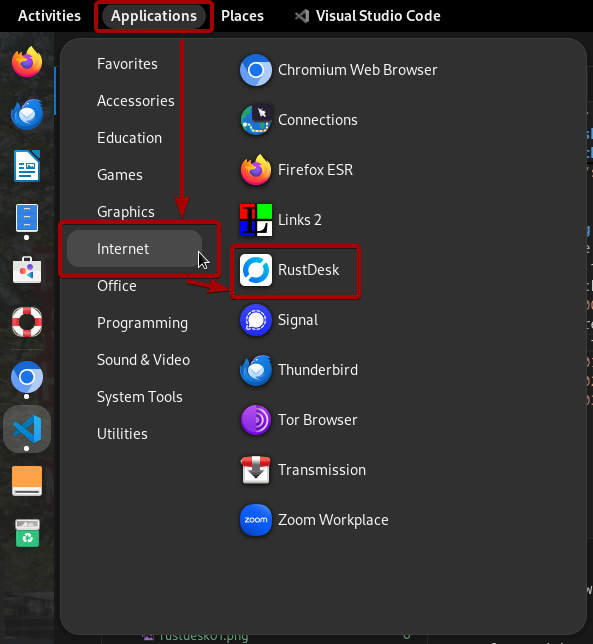 Activities Applications Places Visual Studio Code
Favorites
Accessories
Education
Games
Graphics
Internet
Office
Programming
Sound & Video
System Tools
Utilities
Chromium Web Browser
Connections
Firefox ESR
Links 2
RustDesk
Signal
Thunderbird
Tor Browser
Transmission
zoom Zoom Workplace
rustdesk01.png